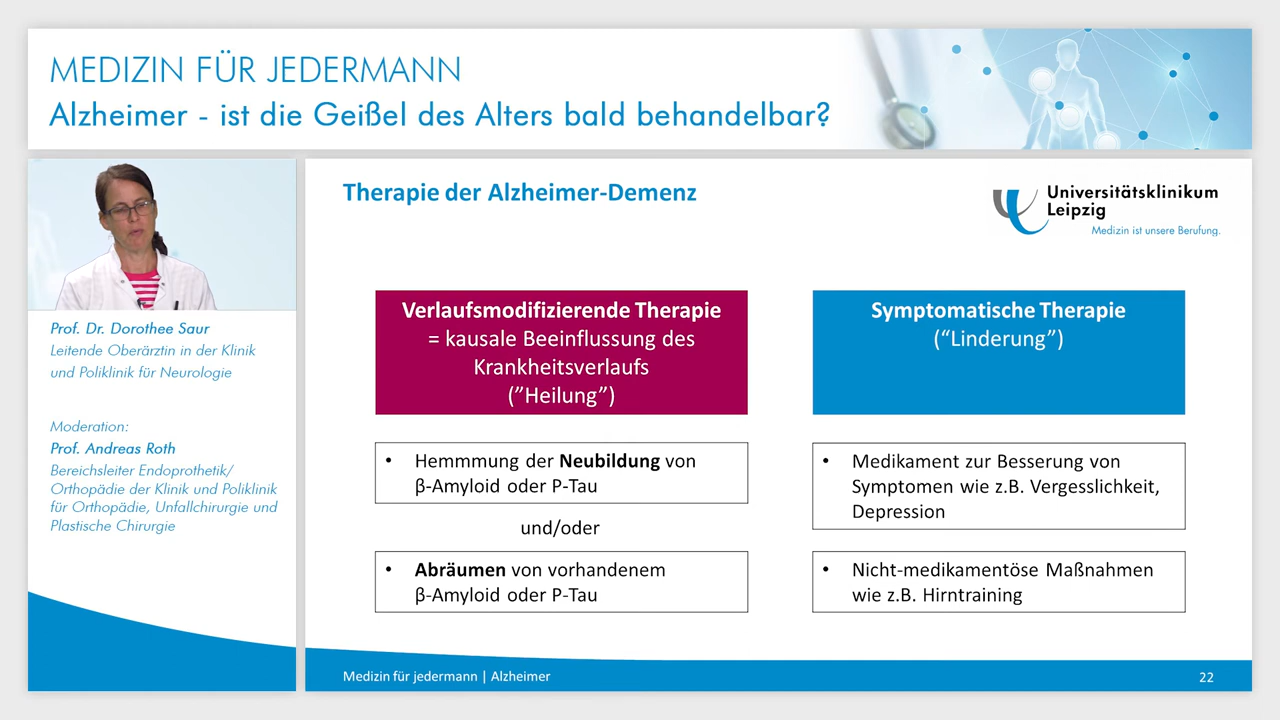 MEDIZIN FÜR JEDERMANN
Alzheimer - ist die Geißel des Alters bald behandelbar?
Prof. Dr. Dorothee Saur
Leitende Oberärztin in der Klinik
und Poliklinik für Neurologie
Moderation:
Prof. Andreas Roth
Bereichsleiter Endoprothetik/
Orthopädie der Klinik und Poliklinik
für Orthopädie, Unfallchirurgie und
Plastische Chirurgie
Therapie der Alzheimer-Demenz
Universitätsklinikum
Leipzig
Medizin ist unsere Berufung.
Verlaufsmodifizierende Therapie
= kausale Beeinflussung des
Krankheitsverlaufs
(”Heilung”)
• Hemmmung der Neubildung von
β-Amyloid oder P-Tau
und/oder
• Abräumen von vorhandenem
β-Amyloid oder P-Tau
Symptomatische Therapie
(“Linderung”)
• Medikament zur Besserung von
Symptomen wie z.B. Vergesslichkeit,
Depression
• Nicht-medikamentöse Maßnahmen
wie z.B. Hirntraining
Medizin für jedermann | Alzheimer
22